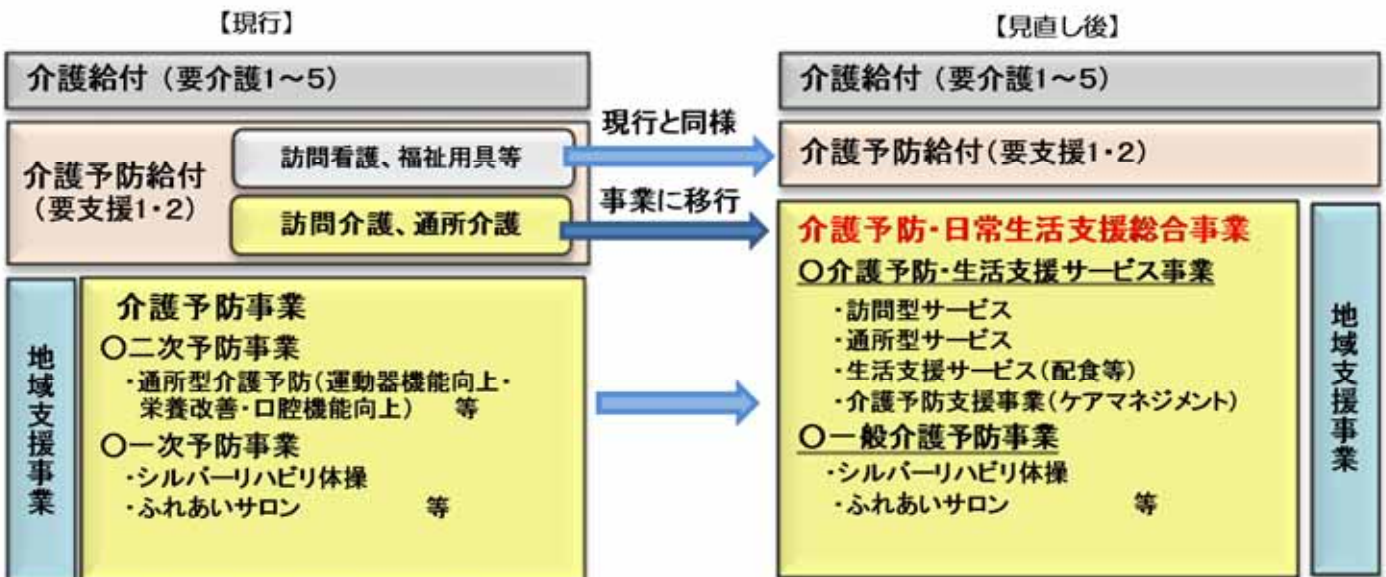 【現行】
介護給付（要介護1～5）
介護予防給付
（要支援1・2）
訪問看護、福祉用具等
訪問介護、通所介護
地域支援事業
介護予防事業
〇二次予防事業
・通所型介護予防（運動器機能向上・
栄養改善・口腔機能向上） 等
〇一次予防事業
・シルバーリハビリ体操
・ふれあいサロン 等
現行と同様
事業に移行
【見直し後】
介護給付（要介護1～5）
介護予防給付（要支援1・2）
介護予防・日常生活支援総合事業
〇介護予防・生活支援サービス事業
・訪問型サービス
・通所型サービス
・生活支援サービス（配食等）
・介護予防支援事業（ケアマネジメント）
〇一般介護予防事業
・シルバーリハビリ体操
・ふれあいサロン 等
地域支援事業